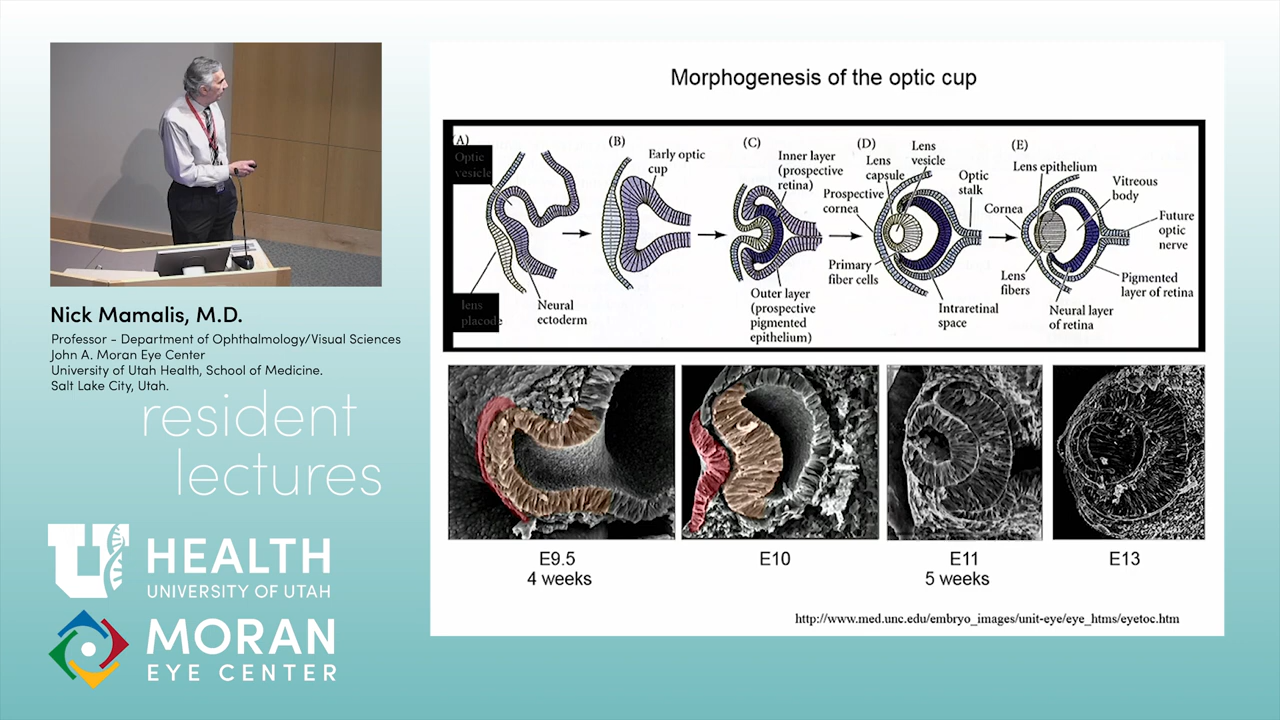 Nick Mamalis, M.D.
Professor - Department of Ophthalmology/Visual Sciences
John A. Moran Eye Center
University of Utah Health, School of Medicine.
Salt Lake City, Utah.
resident
lectures
U
HEALTH
UNIVERSITY OF UTAH
MORAN
EYE CENTER
Morphogenesis of the optic cup
(A)
Optic
vesicle
lens
placode
Neural
ectoderm
(B)
Early optic
cup
(C)
Inner layer
(prospective
retina)
Outer layer
(prospective
pigmented
epithelium)
(D)
Lens
capsule
Lens
vesicle
Optic
stalk
Prospective
cornea
Primary
fiber cells
Intraretinal
space
(E)
Lens epithelium
Vitreous
body
Cornea
Future
optic
nerve
Lens
fibers
Pigmented
layer of retina
Neural layer
of retina
E9.5
4 weeks
E10
E11
5 weeks
E13
http://www.med.unc.edu/embryo_images/unit-eye/eye_htms/eyetoc.htm